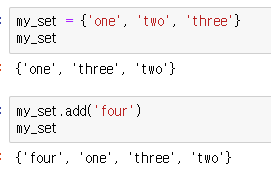 my_set = {'one', 'two', 'three'}
my_set
{'one', 'three', 'two'}
my_set.add('four')
my_set
{'four', 'one', 'three', 'two'}